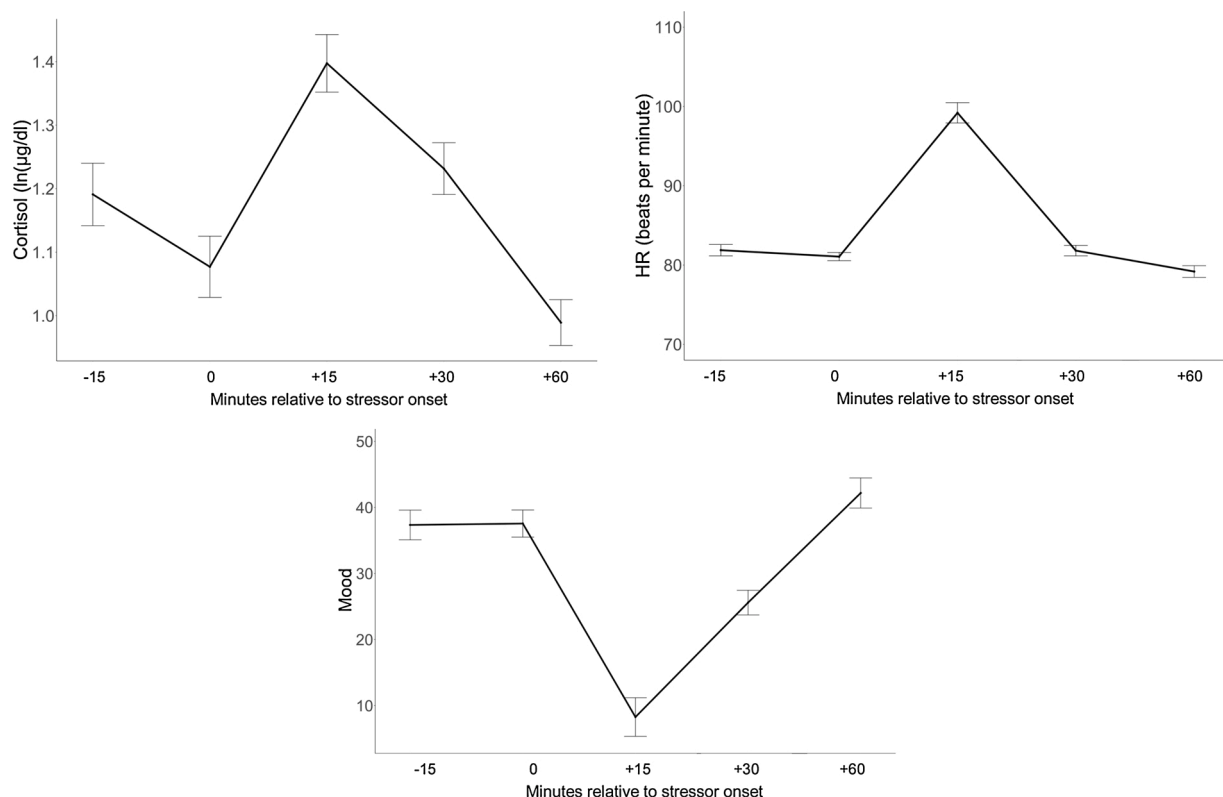 Cortisol (ln(µg/dl)
1.4
1.3
1.2
1.1
1.0
-15 0 +15 +30 +60
Minutes relative to stressor onset
HR (beats per minute)
110
100
90
80
70
-15 0 +15 +30 +60
Minutes relative to stressor onset
Mood
50
40
30
20
10
-15 0 +15 +30 +60
Minutes relative to stressor onset